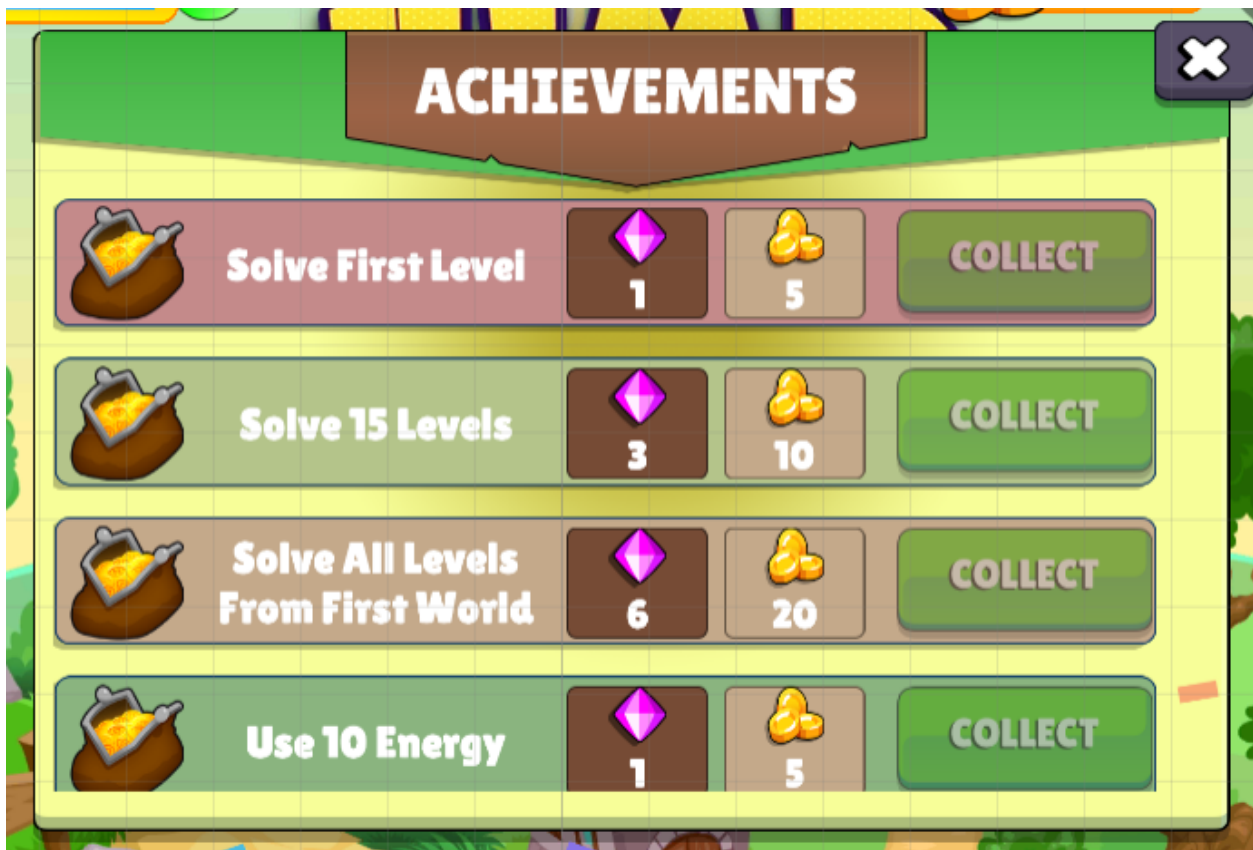 ACHIEVEMENTS
Solve First Level
1
5
COLLECT
Solve 15 Levels
3
10
COLLECT
Solve All Levels
From First World
6
20
COLLECT
Use 10 Energy
1
5
COLLECT